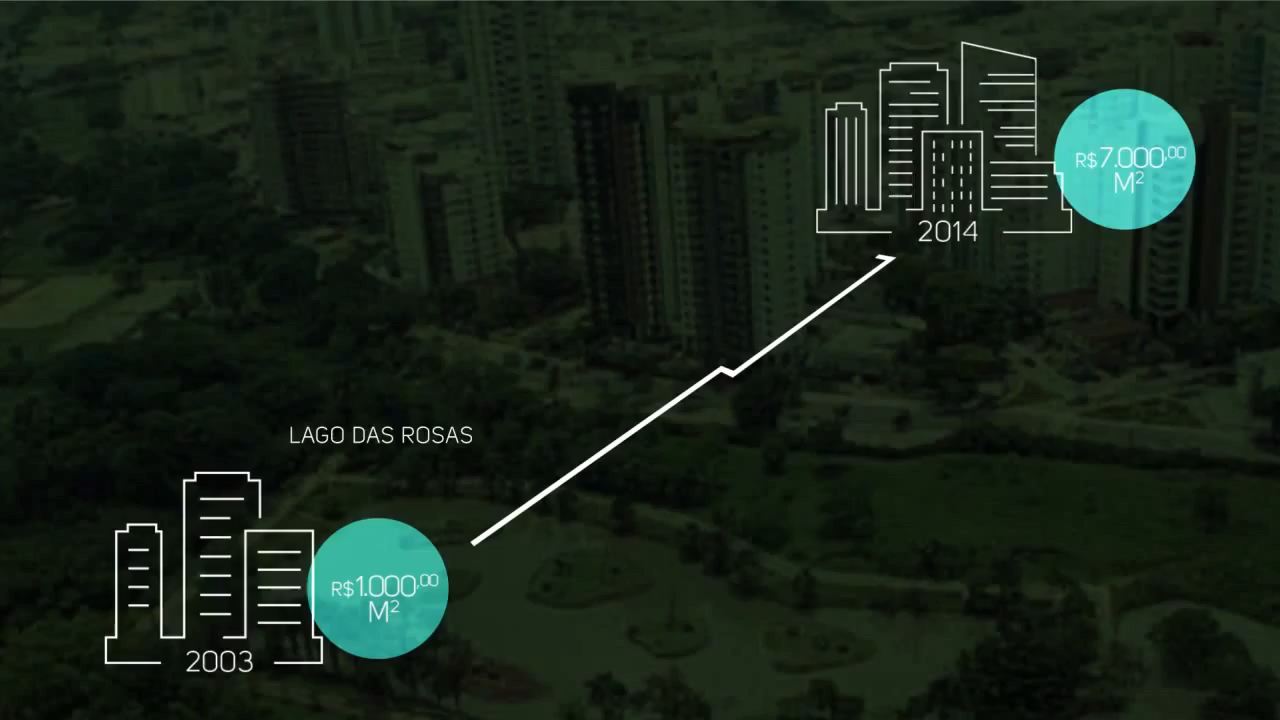 R$7.000,00
M²
2014
LAGO DAS ROSAS
R$1.000,00
M²
2003